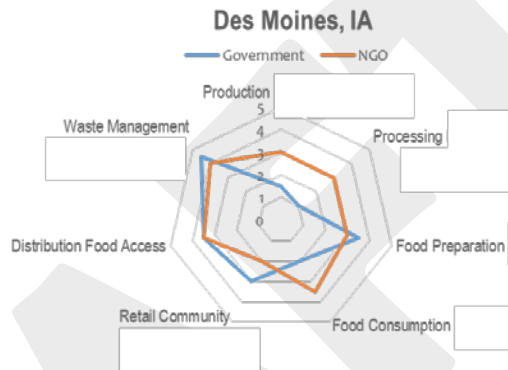 Des Moines, IA
Government NGO
Production
5
4
3
2
1
0
Waste Management
Processing
Distribution Food Access
Food Preparation
Retail Community
Food Consumption